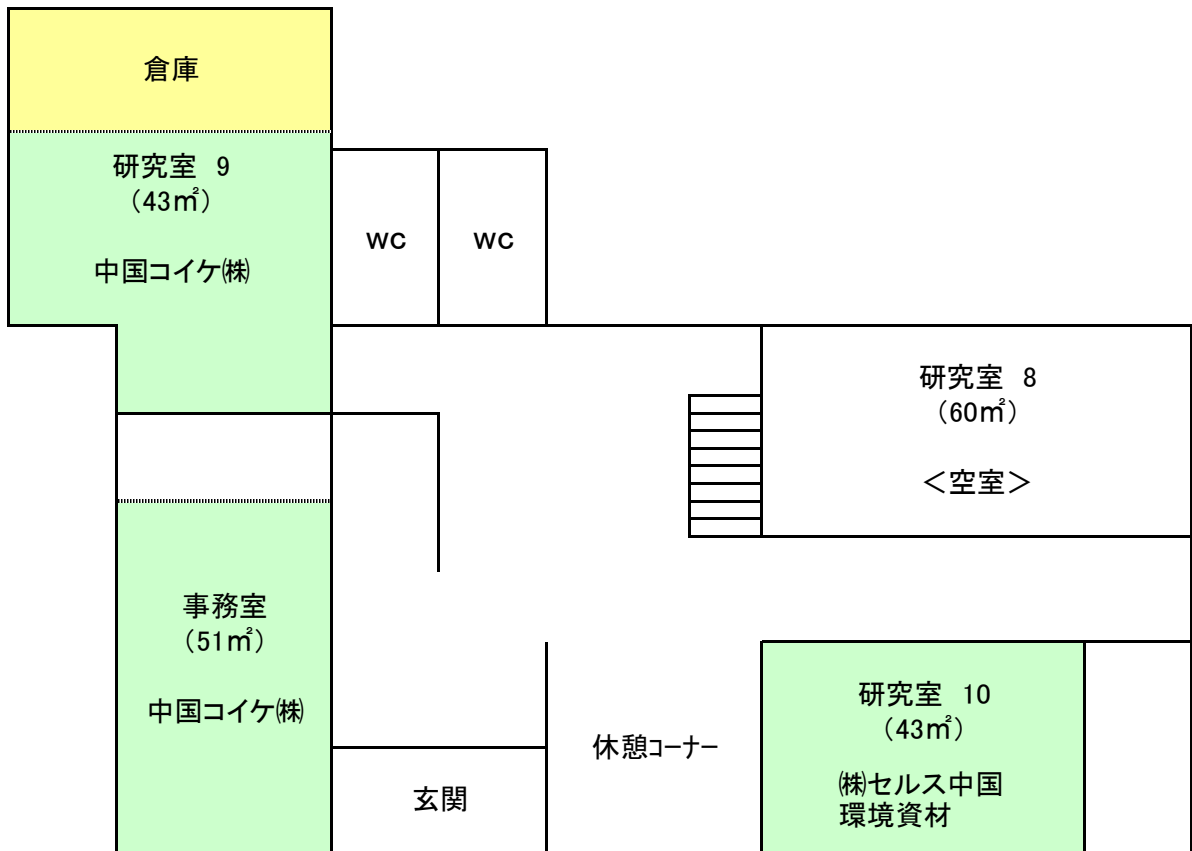 倉庫
研究室 9
（43㎡）
中国コイケ㈱
WC
WC
研究室 8
（60㎡）
＜空室＞
事務室
（51㎡）
中国コイケ㈱
研究室 10
（43㎡）
㈱セルス中国
環境資材
休憩コーナー
玄関